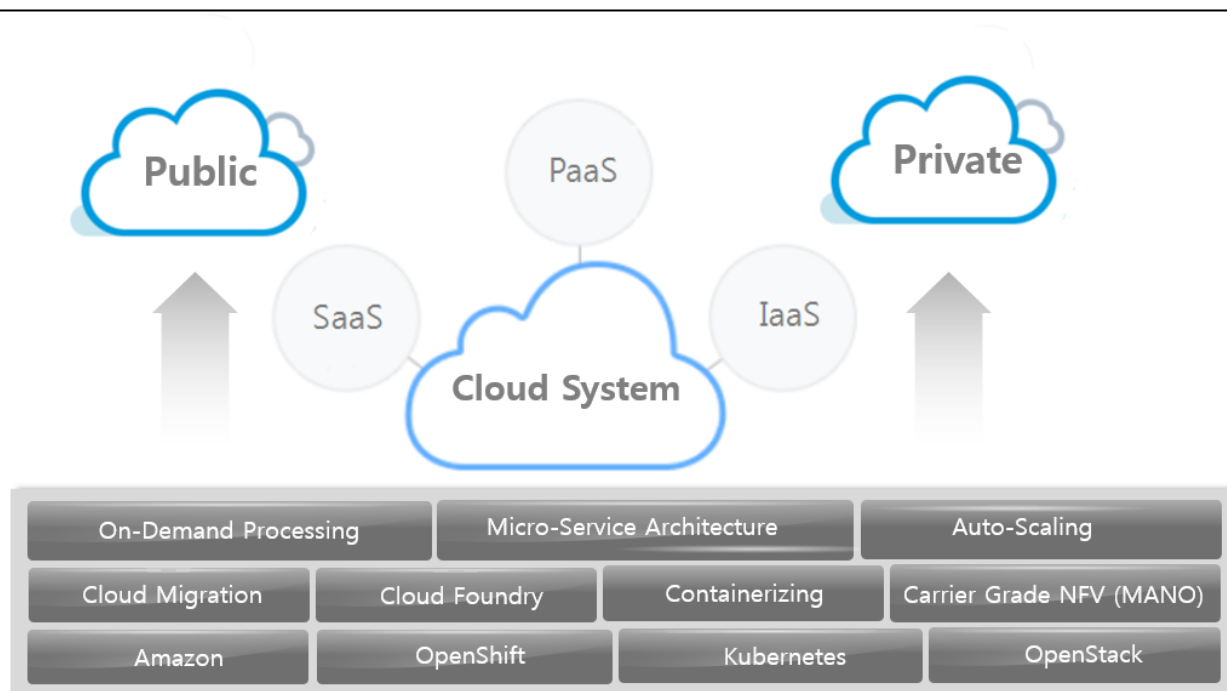 Public
PaaS
Private
SaaS
IaaS
Cloud System
On-Demand Processing
Micro-Service Architecture
Auto-Scaling
Cloud Migration
Cloud Foundry
Containerizing
Carrier Grade NFV (MANO)
Amazon
OpenShift
Kubernetes
OpenStack